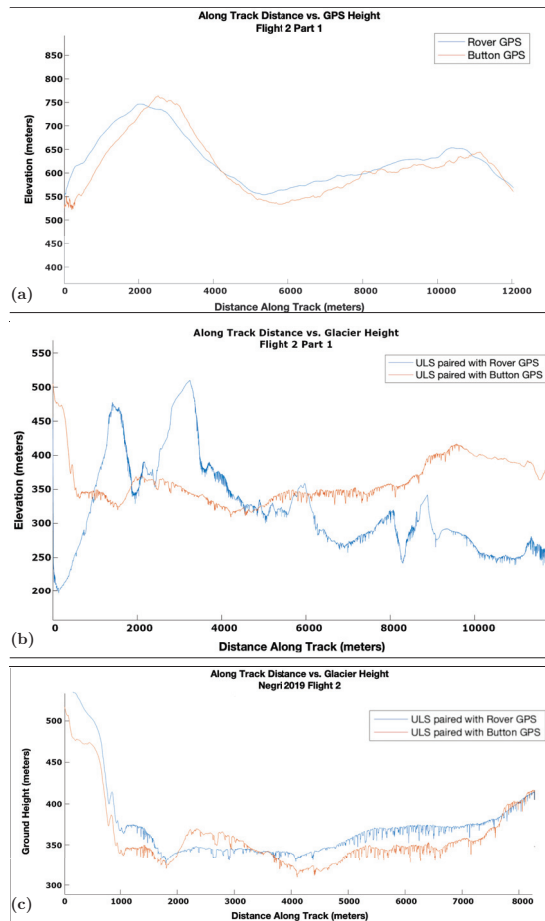 Along Track Distance vs. GPS Height
Flight 2 Part 1
Rover GPS
Button GPS
850
800
750
700
650
600
550
500
450
400
Elevation (meters)
0
2000
4000
6000
8000
10000
12000
Distance Along Track (meters)
(a)
Along Track Distance vs. Glacier Height
Flight 2 Part 1
ULS paired with Rover GPS
ULS paired with Button GPS
550
500
450
400
350
300
250
200
Elevation (meters)
0
2000
4000
6000
8000
10000
Distance Along Track (meters)
(b)
Along Track Distance vs. Glacier Height
Negri 2019 Flight 2
ULS paired with Rover GPS
ULS paired with Button GPS
500
450
400
350
300
Ground Height (meters)
0
1000
2000
3000
4000
5000
6000
7000
8000
Distance Along Track (meters)
(c)